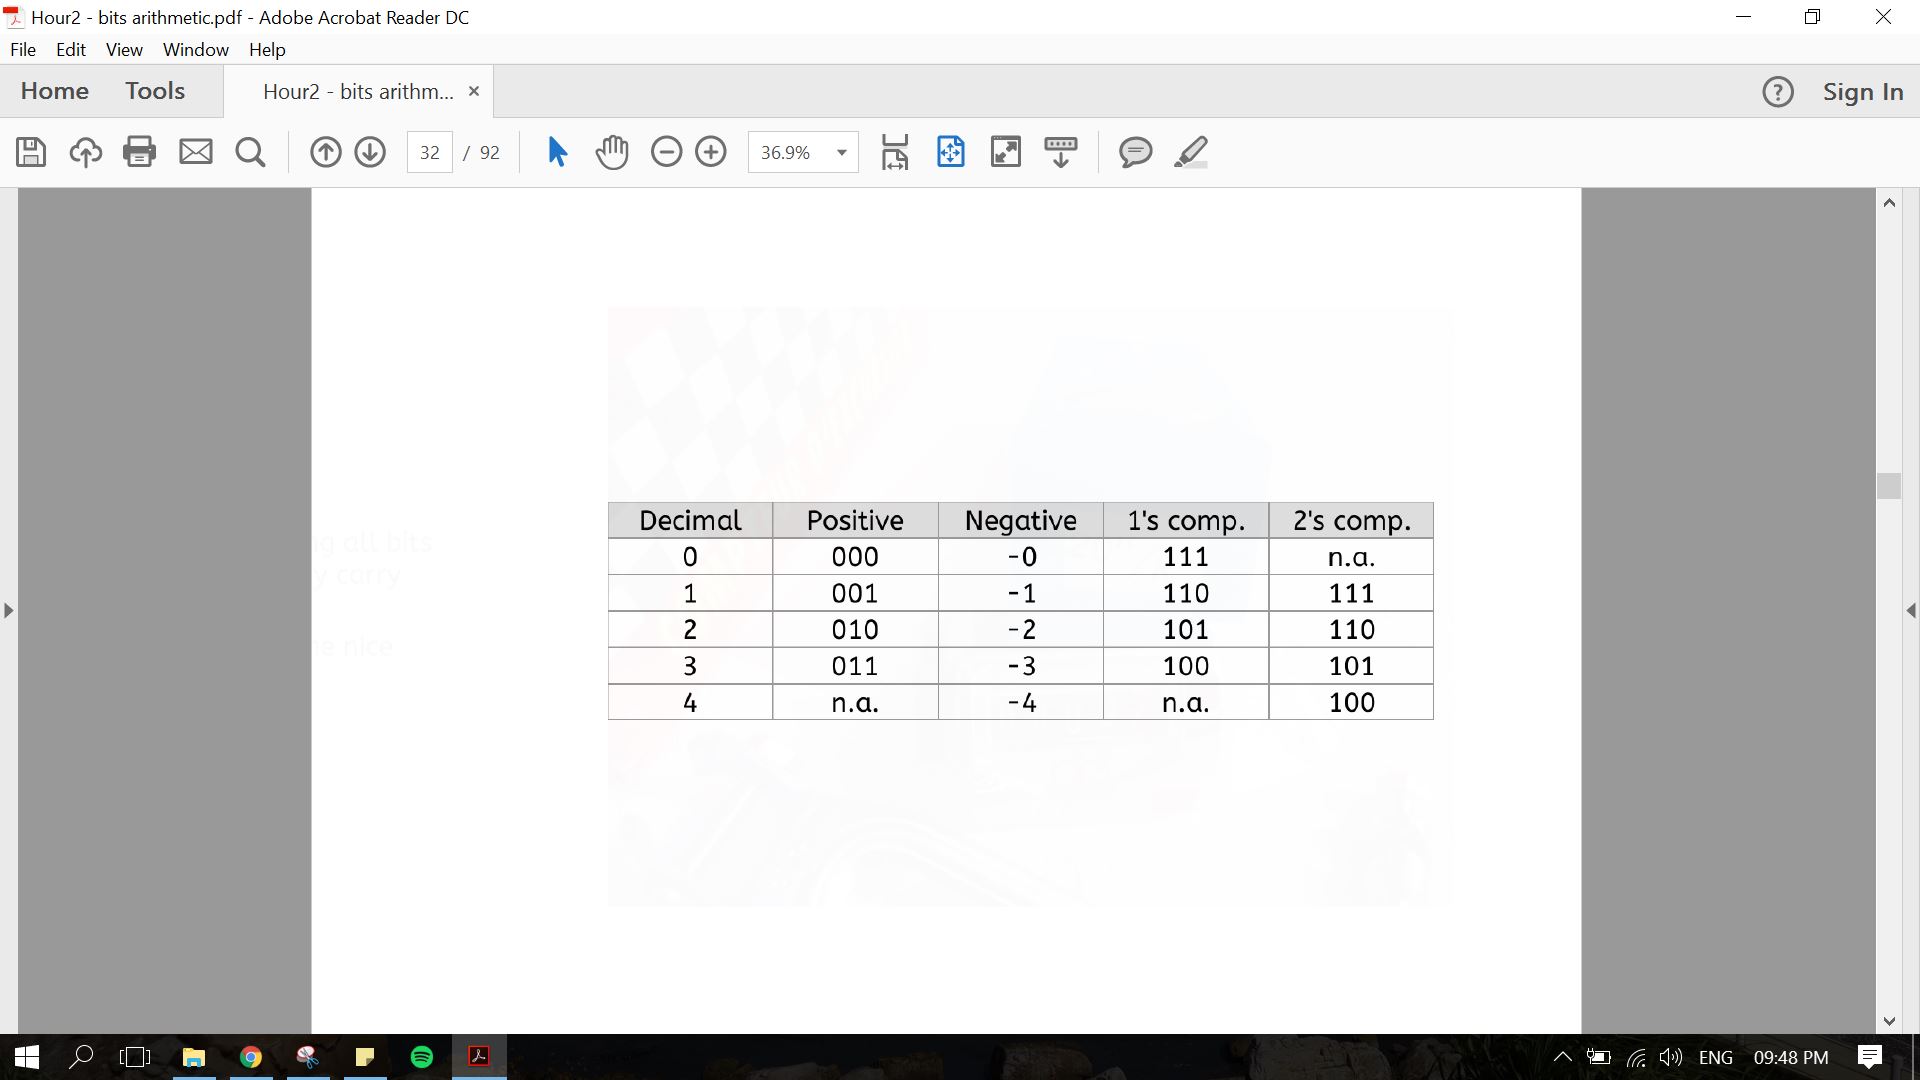 Hour2 - bits arithmetic.pdf - Adobe Acrobat Reader DC
File Edit View Window Help
Home Tools Hour2 - bits arithm... × ? Sign In
32 / 92 36.9%
Decimal Positive Negative 1's comp. 2's comp.
0 000 -0 111 n.a.
ng all bits
y carry
1 001 -1 110 111
2 010 -2 101 110
ne nice
3 011 -3 100 101
4 n.a. -4 n.a. 100
ENG 09:48 PM